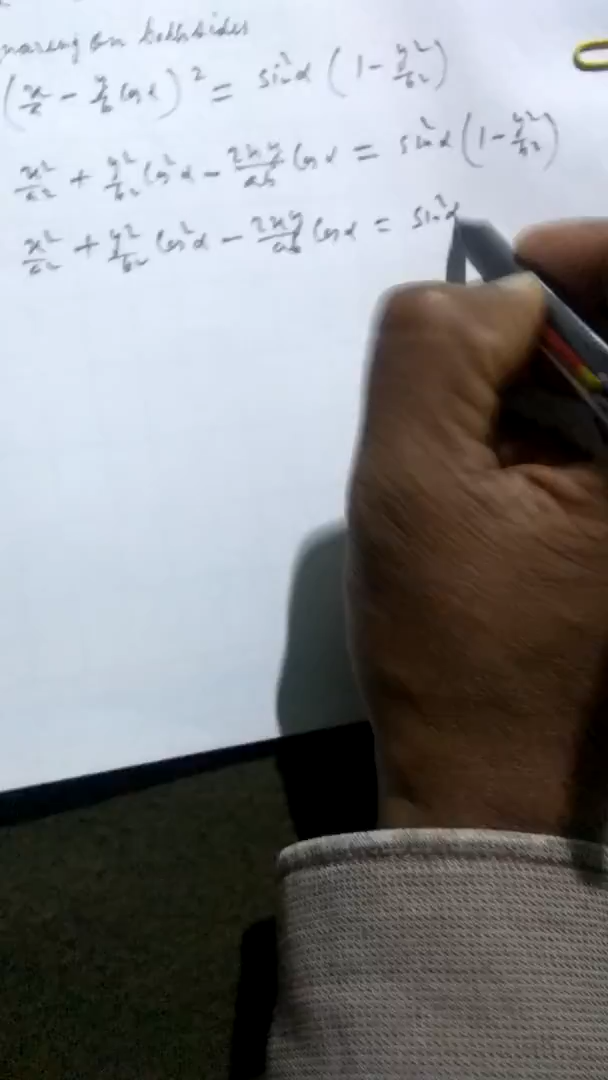 on both sides
(x/a - y/b cos α)² = sin²α (1 - y²/b²)
x²/a² + y²/b² cos²α - 2xy/ab cos α = sin²α (1 - y²/b²)
x²/a² + y²/b² cos²α - 2xy/ab cos α = sin²α